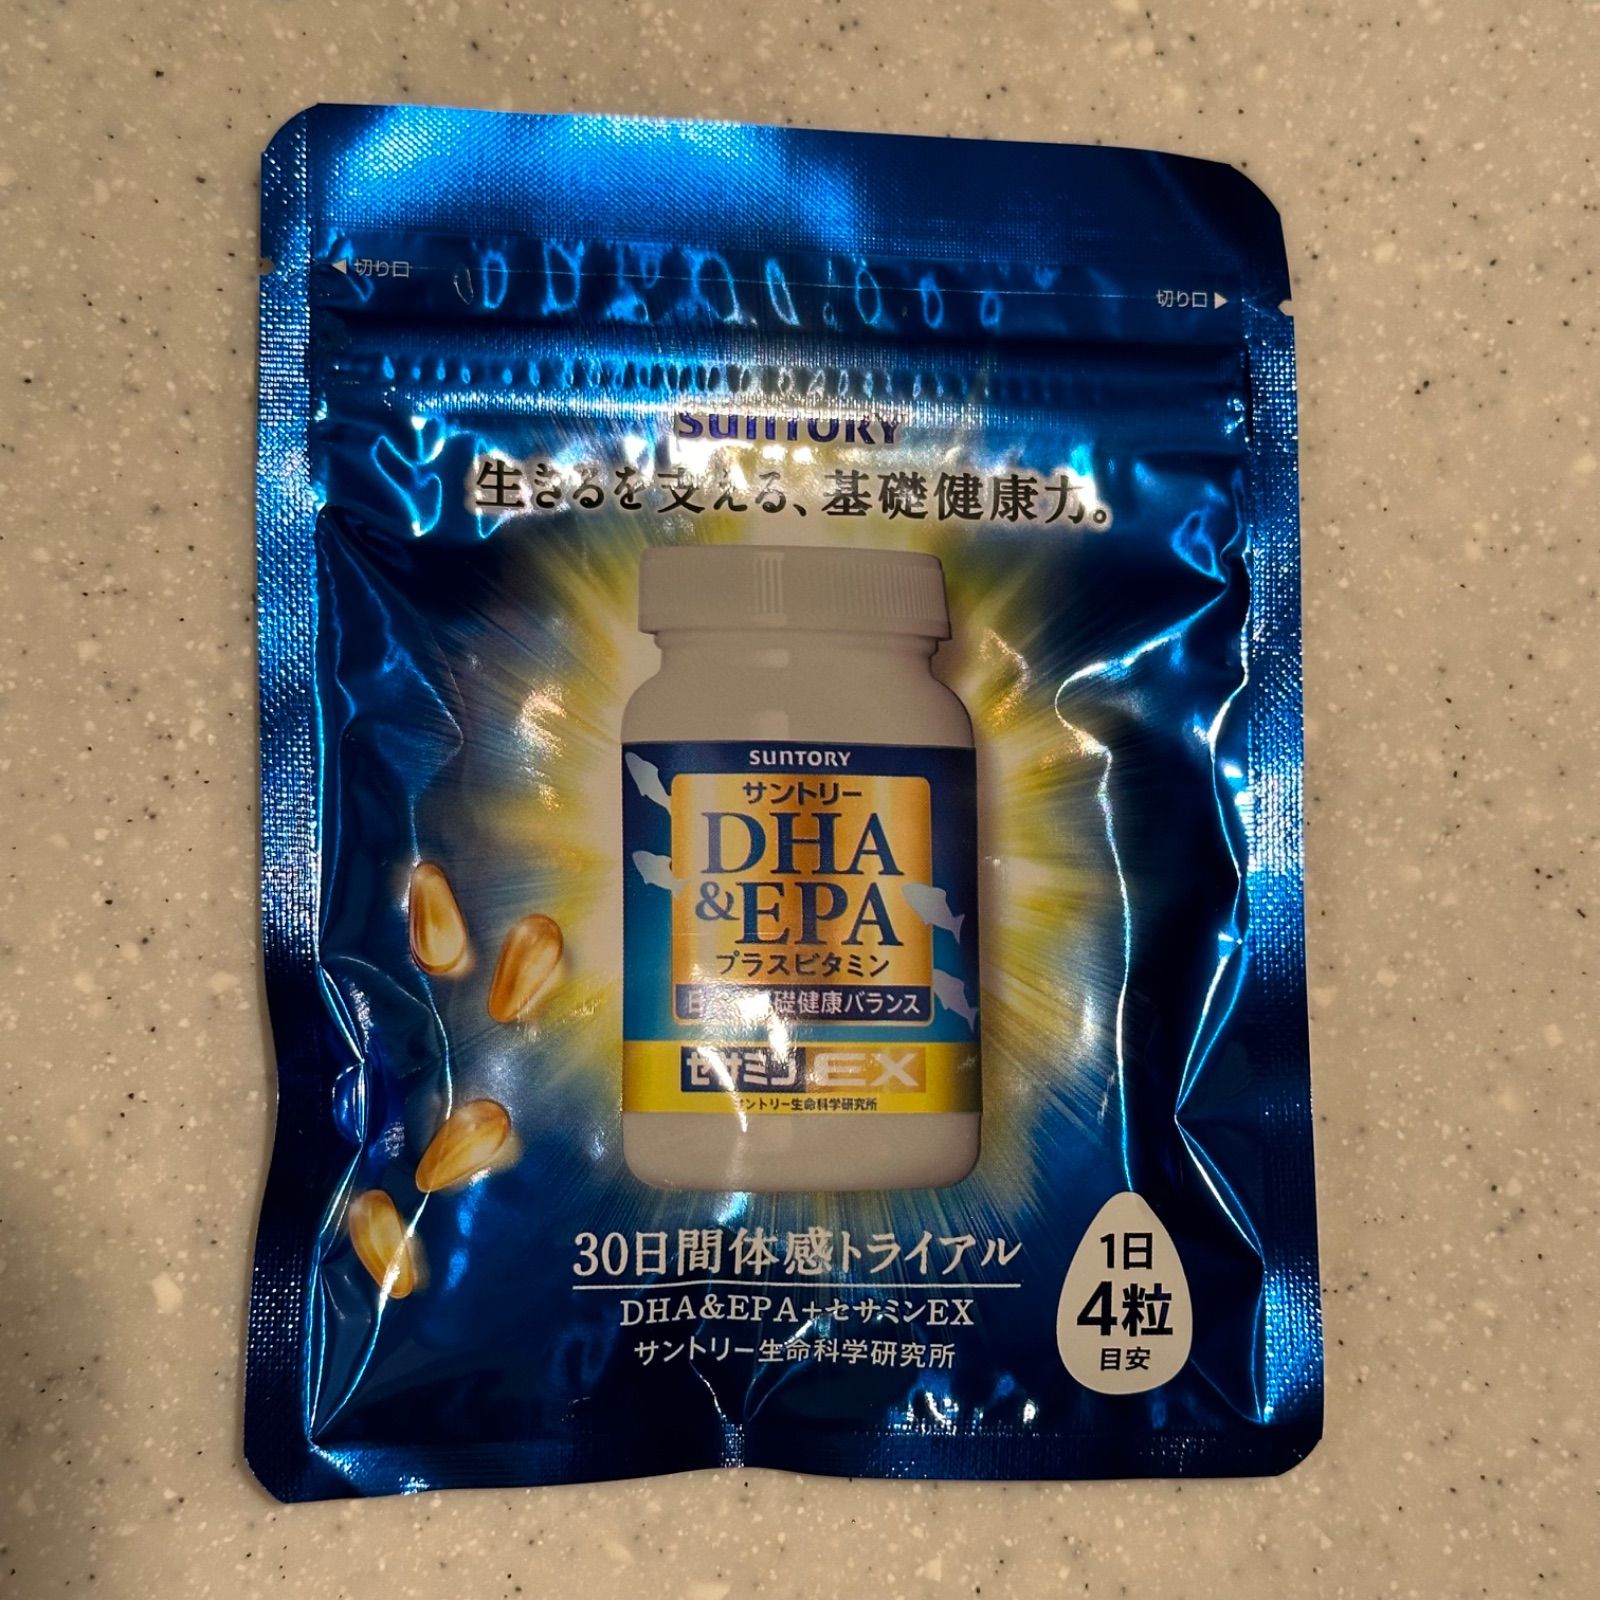 ◀切り口
切り口▶
SUNTORY
生きるを支える、基礎健康力。
SUNTORY
サントリー
DHA
&EPA
プラスビタミン
礎健康バランス
セサミンEX
サントリー生命科学研究所
30日間体感トライアル
DHA&EPA+セサミンEX
サントリー生命科学研究所
1日
4粒
目安